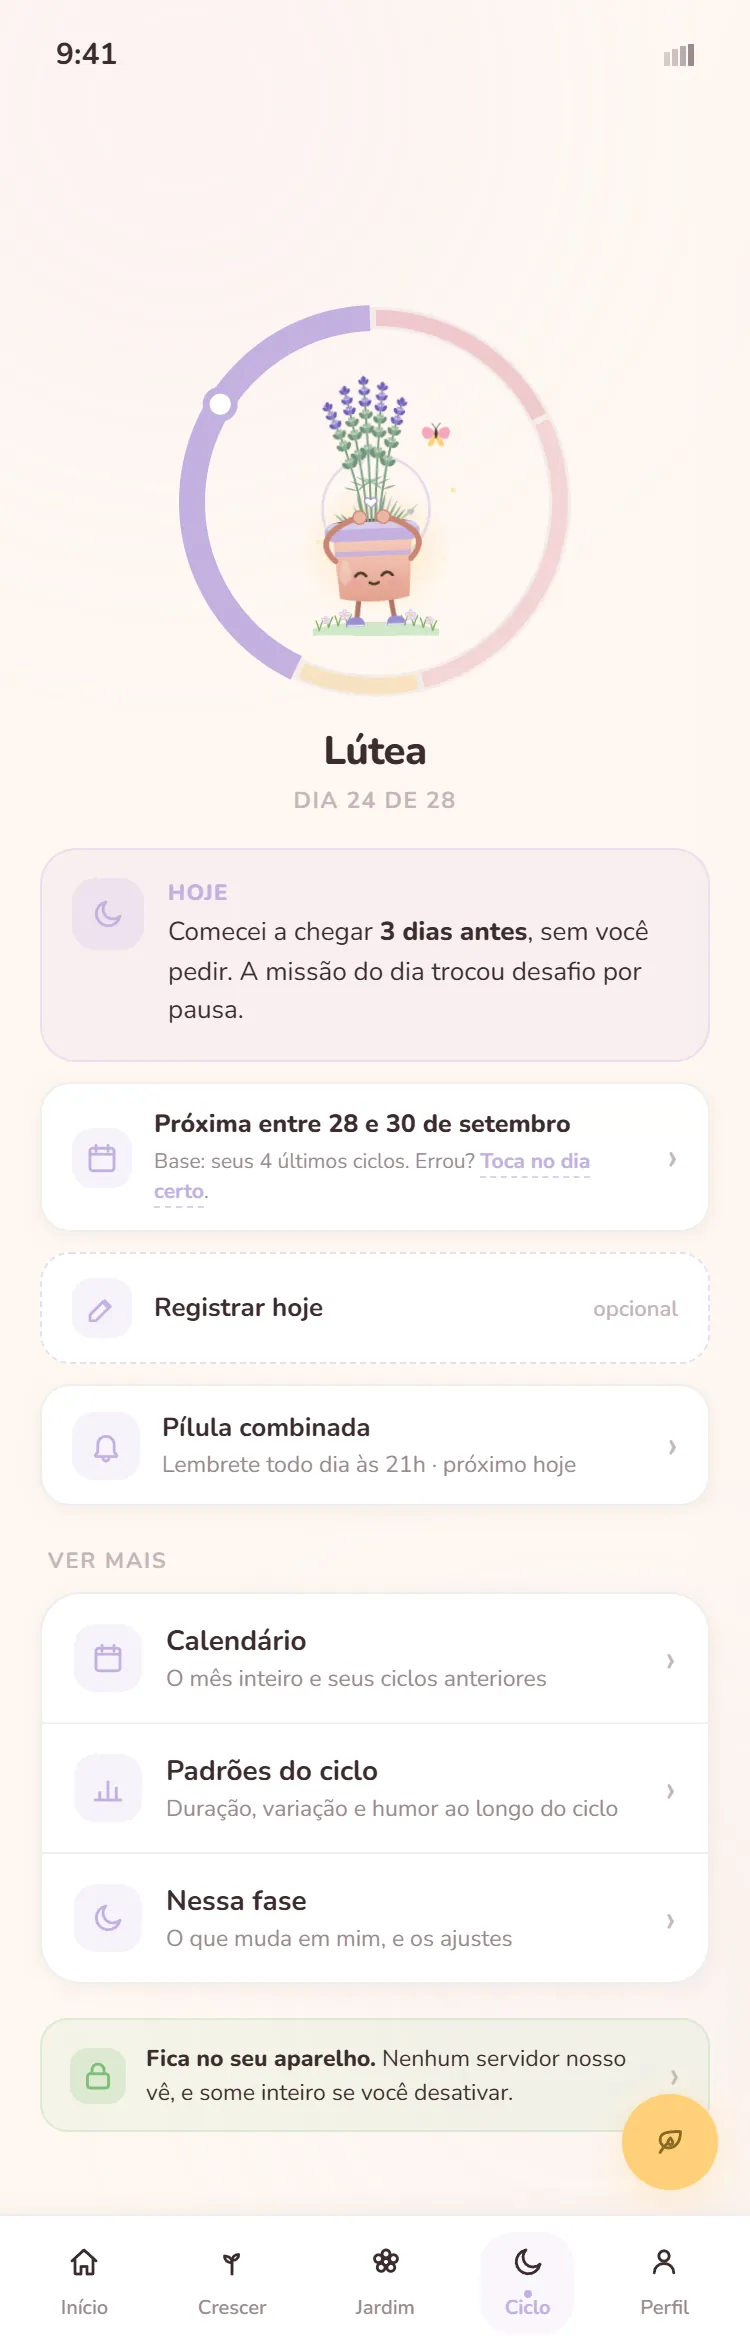 9:41
Lútea
DIA 24 DE 28
HOJE
Comecei a chegar 3 dias antes, sem você
pedir. A missão do dia trocou desafio por
pausa.
Próxima entre 28 e 30 de setembro
Base: seus 4 últimos ciclos. Errou? Toca no dia
certo.
Registrar hoje
opcional
Pílula combinada
Lembrete todo dia às 21h · próximo hoje
VER MAIS
Calendário
O mês inteiro e seus ciclos anteriores
Padrões do ciclo
Duração, variação e humor ao longo do ciclo
Nessa fase
O que muda em mim, e os ajustes
Fica no seu aparelho. Nenhum servidor nosso
vê, e some inteiro se você desativar.
Início
Crescer
Jardim
Ciclo
Perfil